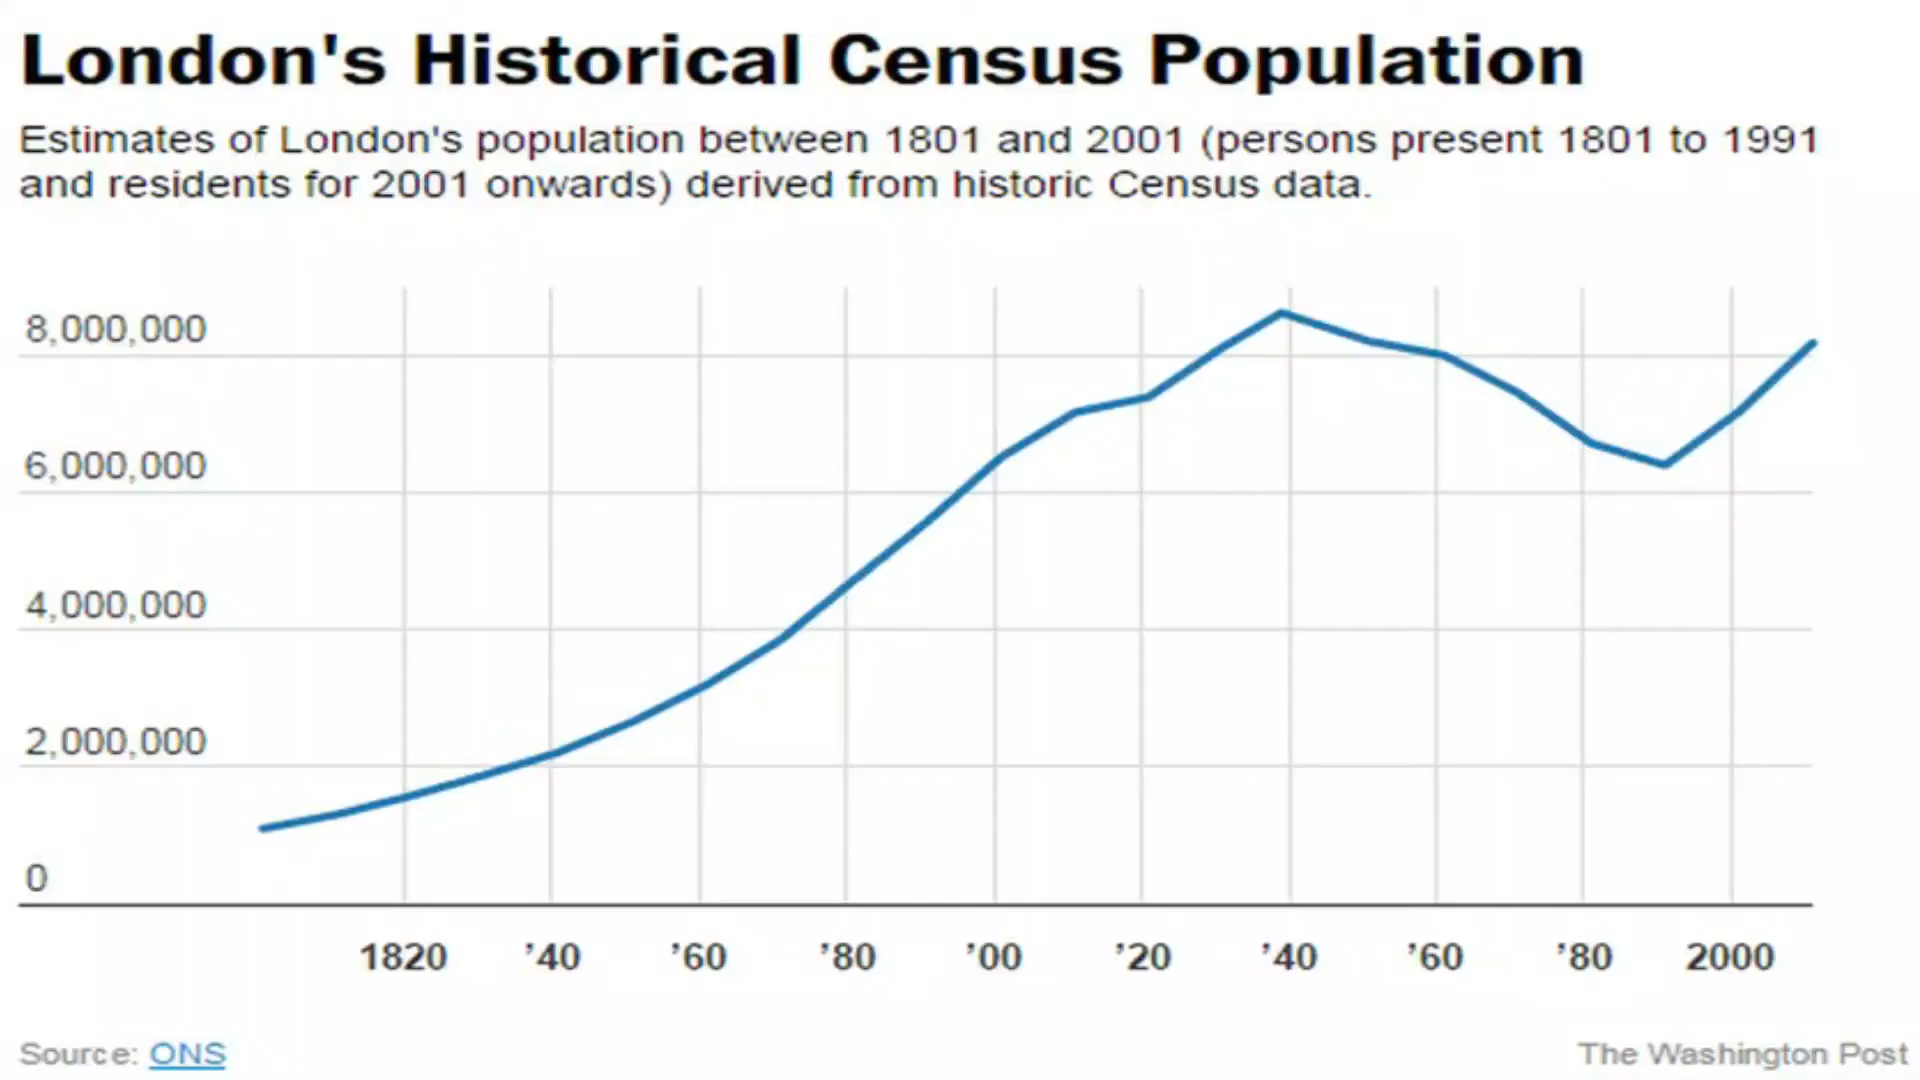 London's Historical Census Population
Estimates of London's population between 1801 and 2001 (persons present 1801 to 1991
and residents for 2001 onwards) derived from historic Census data.
8,000,000
6,000,000
4,000,000
2,000,000
0
1820 ’40 ’60 ’80 ’00 ’20 ’40 ’60 ’80 2000
Source: ONS The Washington Post